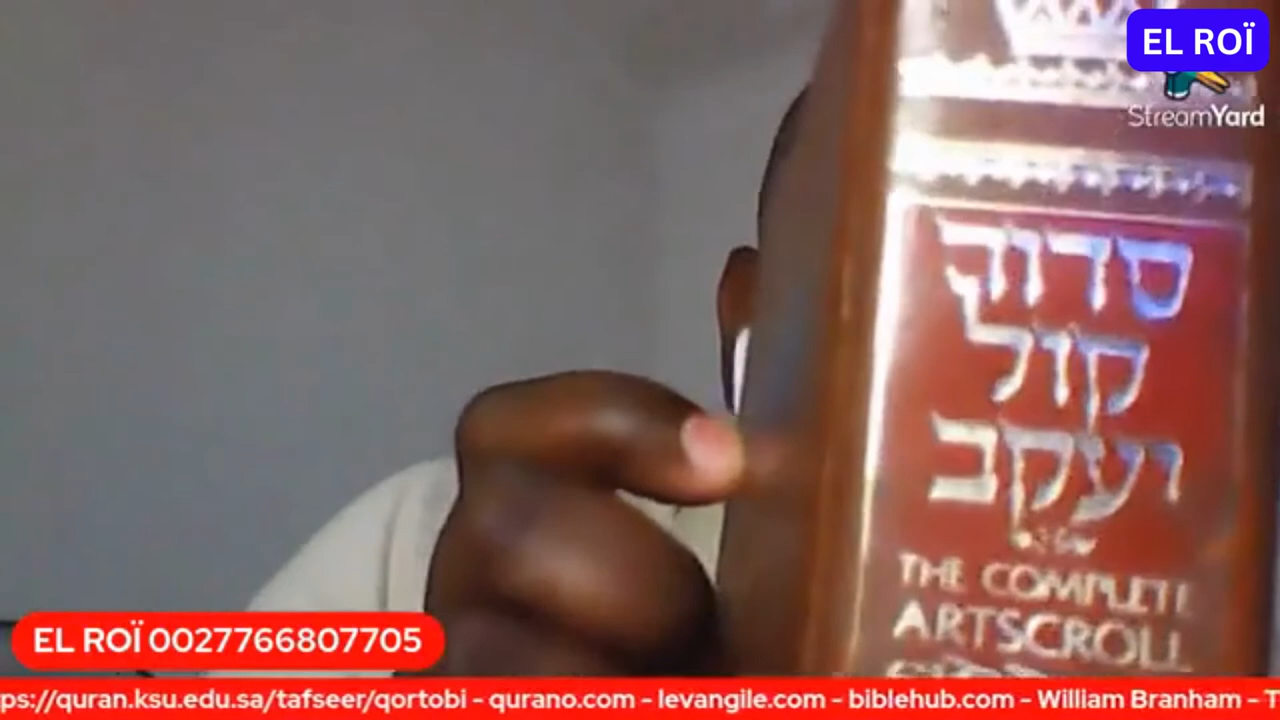 EL ROÏ
StreamYard
סדור
קול
יעקב
THE COMPLETE
ARTSCROLL
EL ROÏ 0027766807705
ps://quran.ksu.edu.sa/tafseer/qortobi - qurano.com - levangile.com - biblehub.com - William Branham - T